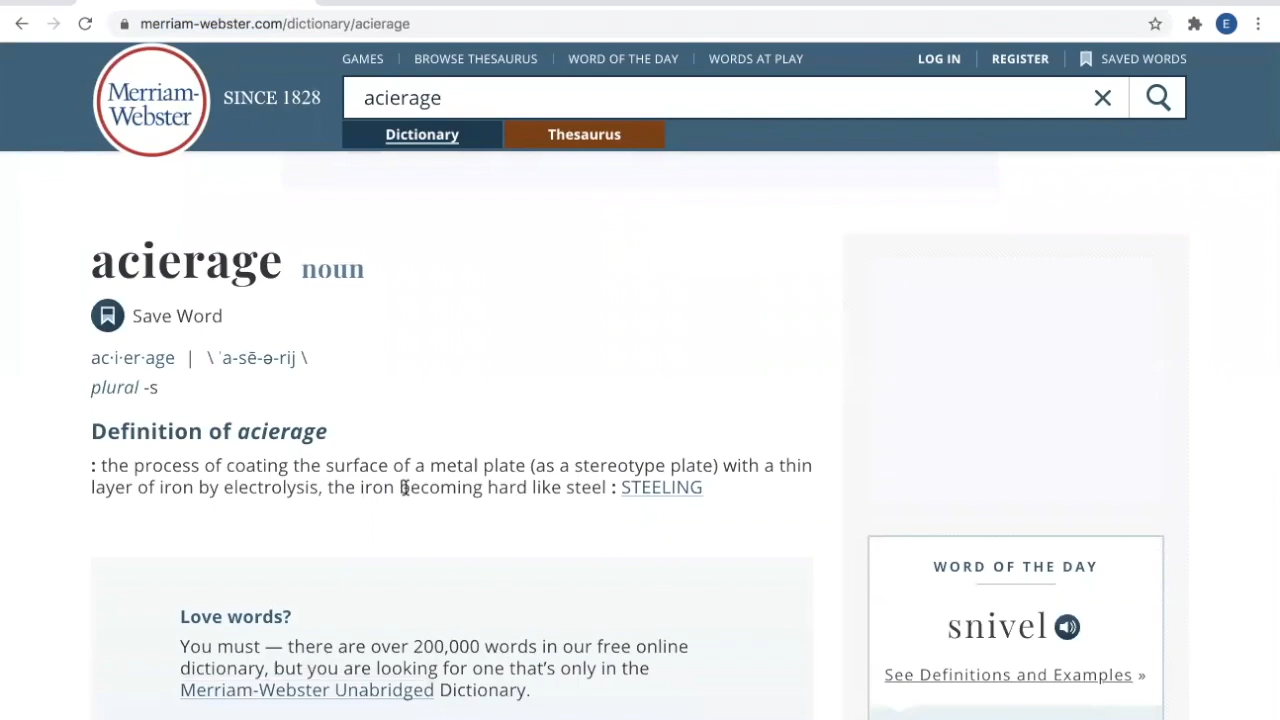 merriam-webster.com/dictionary/acierage
E
GAMES BROWSE THESAURUS WORD OF THE DAY WORDS AT PLAY LOG IN REGISTER SAVED WORDS
Merriam-
Webster
SINCE 1828
acierage
Dictionary Thesaurus
acierage noun
Save Word
ac·i·er·age | \ ˈa-sē-ə-rij \
plural -s
Definition of acierage
: the process of coating the surface of a metal plate (as a stereotype plate) with a thin
layer of iron by electrolysis, the iron becoming hard like steel : STEELING
Love words?
You must — there are over 200,000 words in our free online
dictionary, but you are looking for one that's only in the
Merriam-Webster Unabridged Dictionary.
WORD OF THE DAY
snivel
See Definitions and Examples »